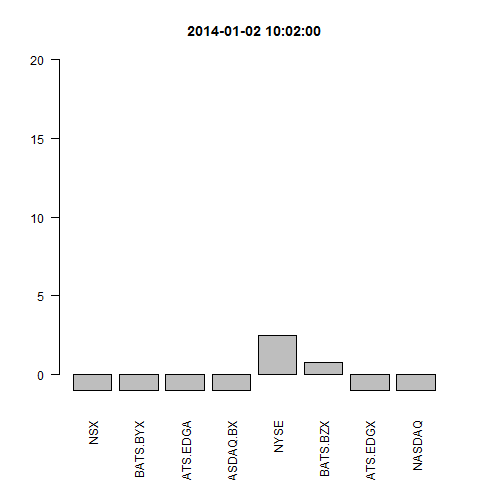 2014-01-02 10:02:00
20
15
10
5
0
NSX
BATS.BYX
ATS.EDGA
ASDAQ.BX
NYSE
BATS.BZX
ATS.EDGX
NASDAQ